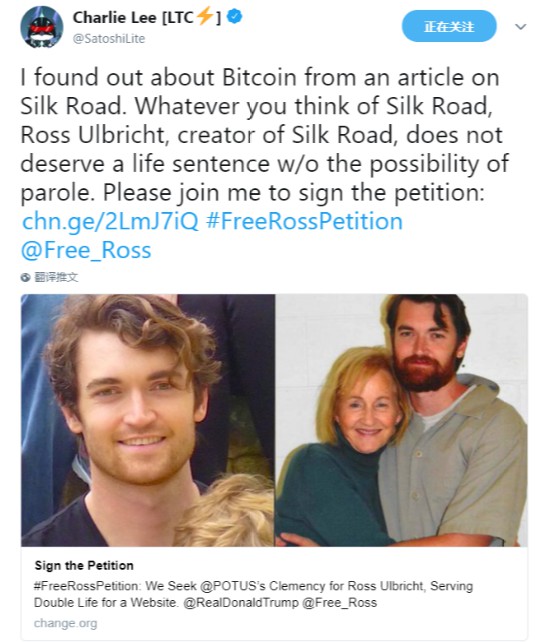 Charlie Lee [LTC⚡]
@SatoshiLite
正在关注
I found out about Bitcoin from an article on
Silk Road. Whatever you think of Silk Road,
Ross Ulbricht, creator of Silk Road, does not
deserve a life sentence w/o the possibility of
parole. Please join me to sign the petition:
chn.ge/2LmJ7iQ #FreeRossPetition
@Free_Ross
翻译推文
Sign the Petition
#FreeRossPetition: We Seek @POTUS's Clemency for Ross Ulbricht, Serving
Double Life for a Website. @RealDonaldTrump @Free_Ross
change.org